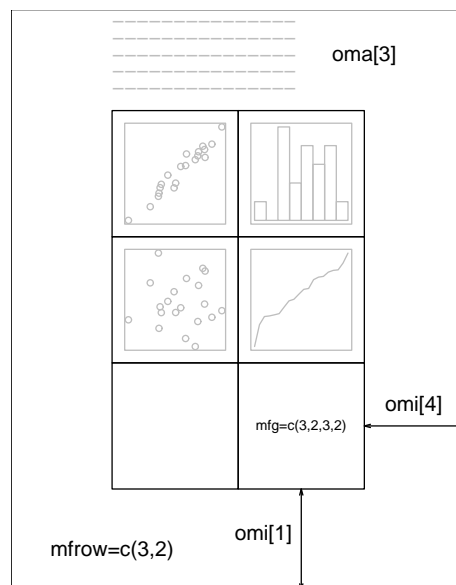 oma[3]
mfg=c(3,2,3,2)
omi[4]
omi[1]
mfrow=c(3,2)